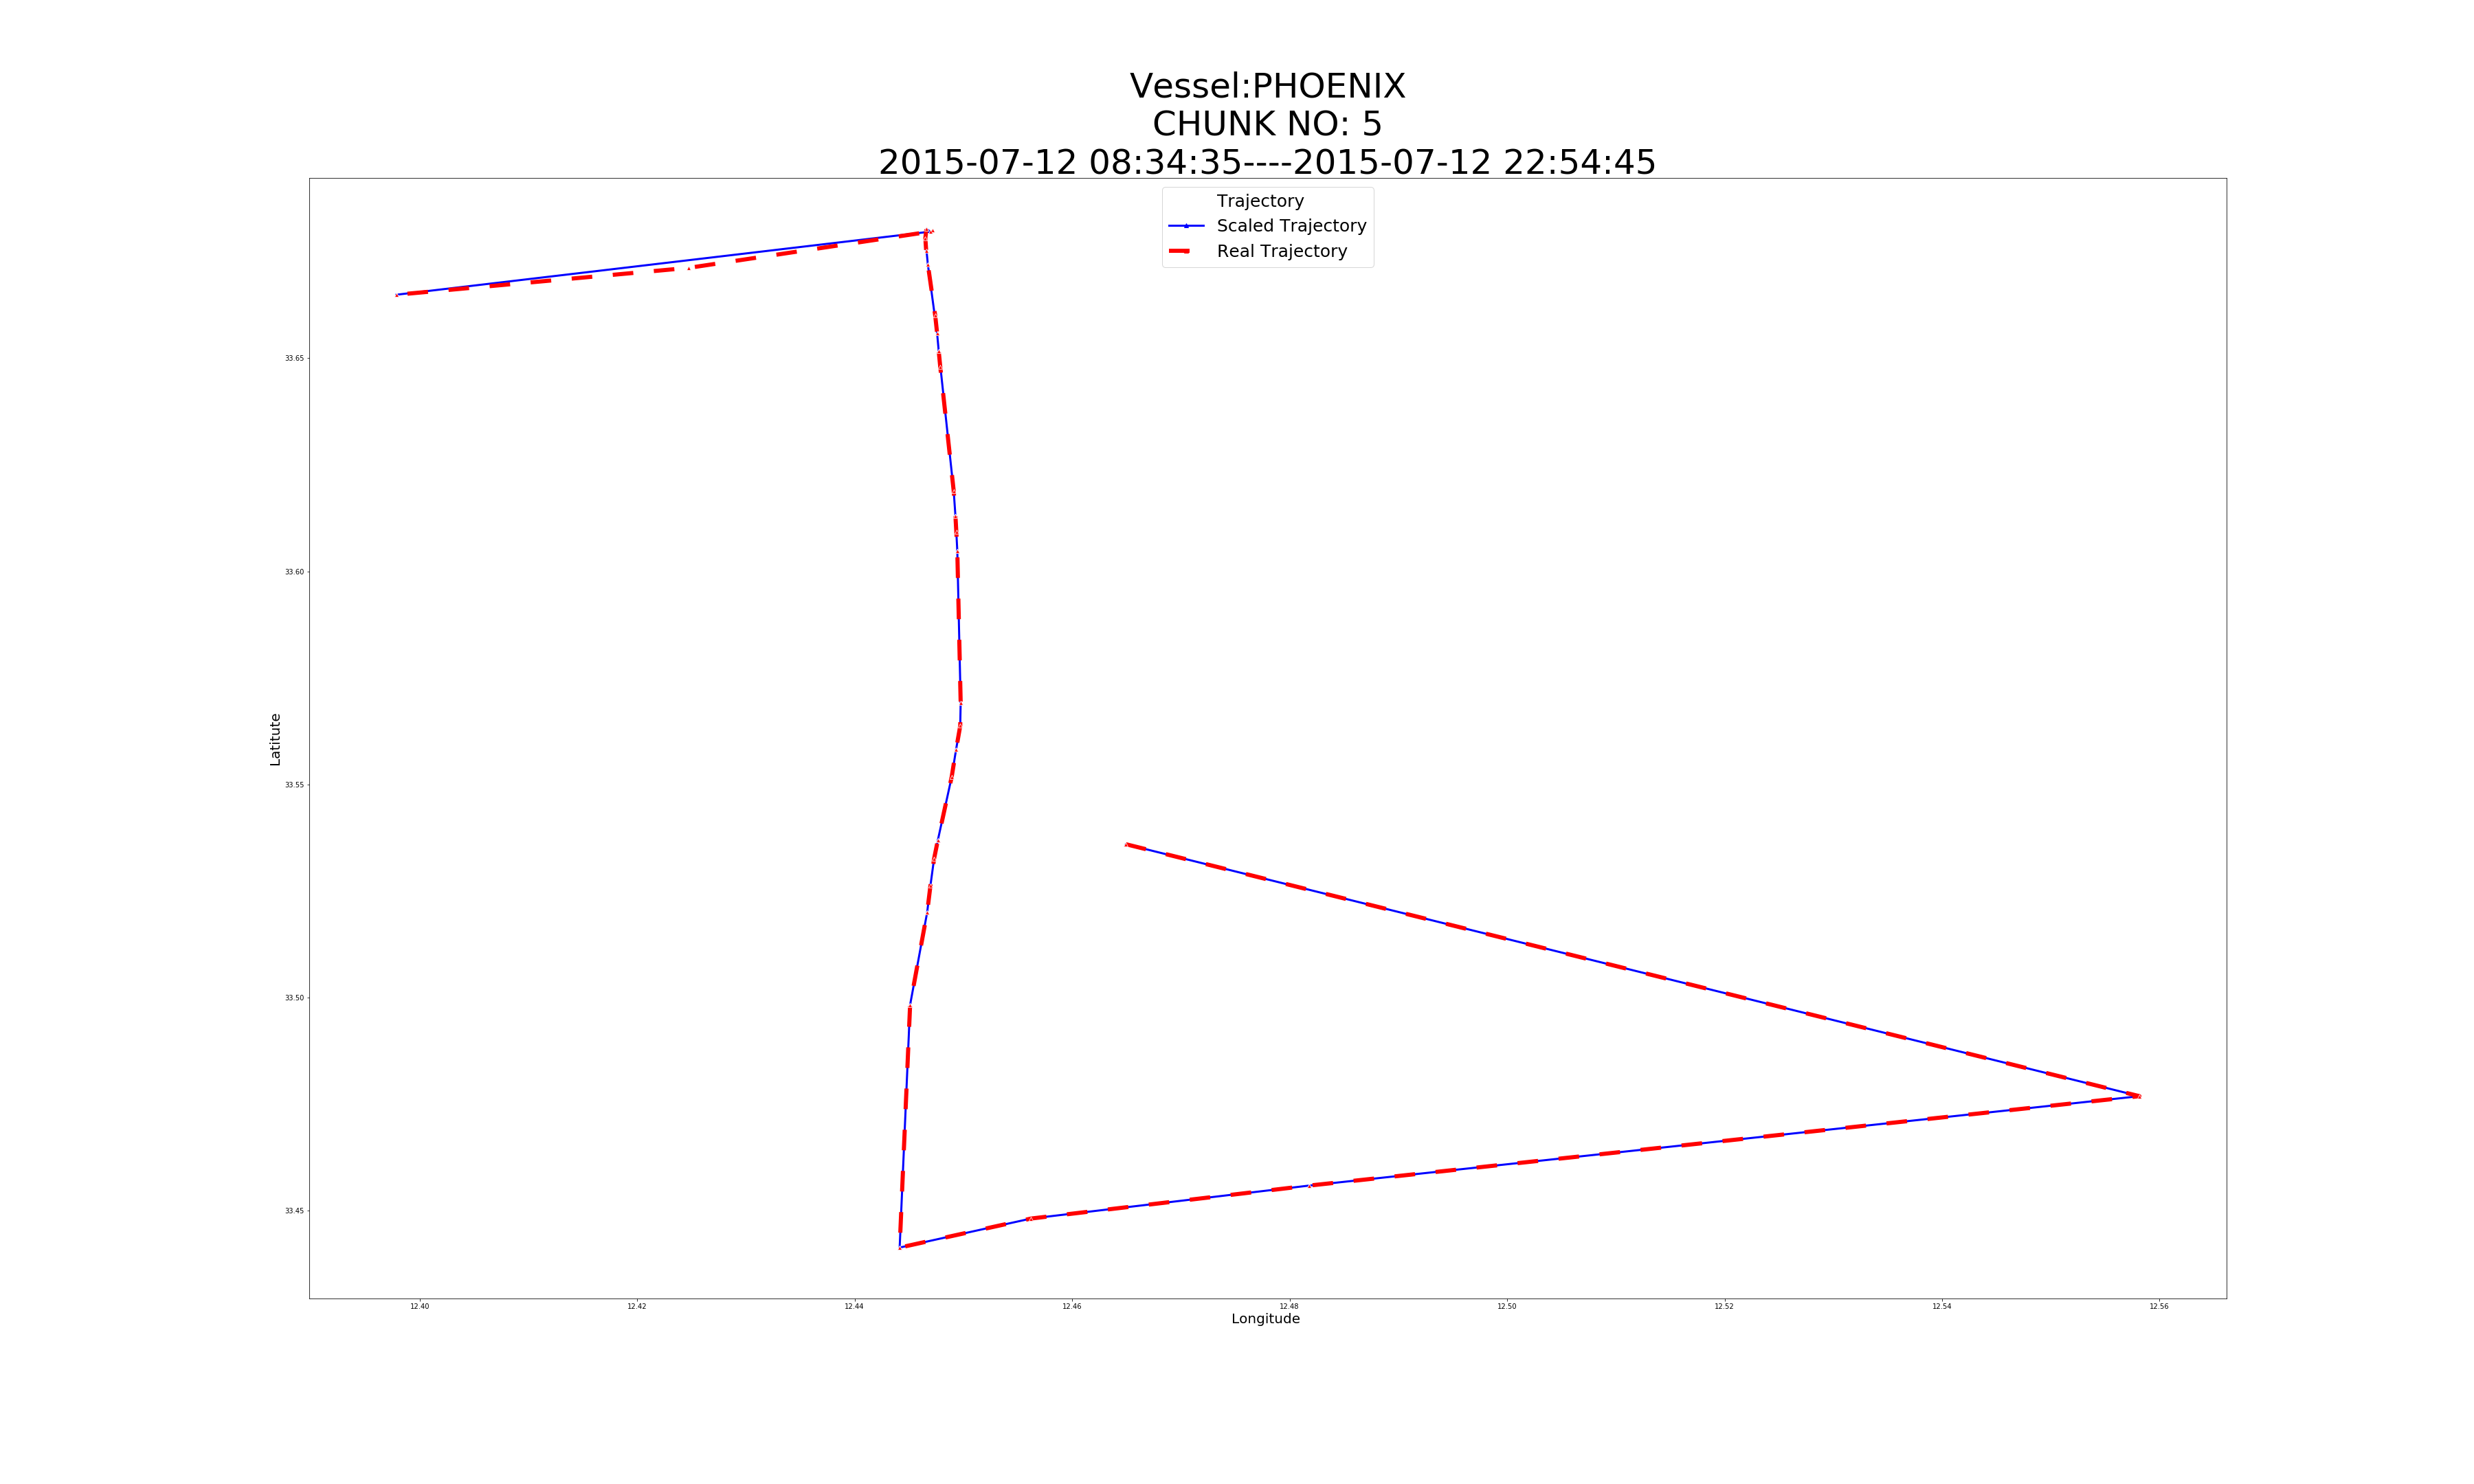 Vessel:PHOENIX
CHUNK NO: 5
2015-07-12 08:34:35----2015-07-12 22:54:45
Trajectory
Scaled Trajectory
Real Trajectory
33.65
33.60
33.55
33.50
33.45
Latitute
12.40 12.42 12.44 12.46 12.48 12.50 12.52 12.54 12.56
Longitude